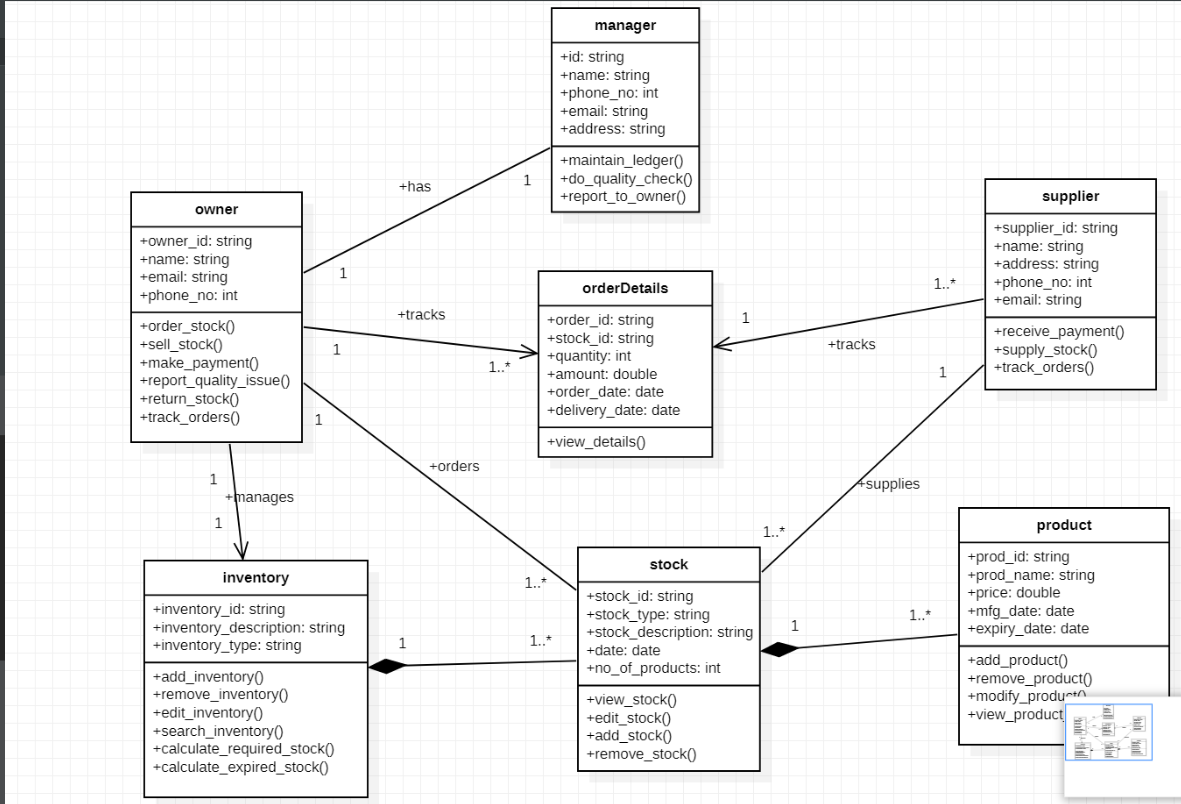 manager
+id: string
+name: string
+phone_no: int
+email: string
+address: string
+maintain_ledger()
+do_quality_check()
+report_to_owner()
+has
1
1
owner
+owner_id: string
+name: string
+email: string
+phone_no: int
+order_stock()
+sell_stock()
+make_payment()
+report_quality_issue()
+return_stock()
+track_orders()
supplier
+supplier_id: string
+name: string
+address: string
+phone_no: int
+email: string
+receive_payment()
+supply_stock()
+track_orders()
orderDetails
+order_id: string
+stock_id: string
+quantity: int
+amount: double
+order_date: date
+delivery_date: date
+view_details()
+tracks
1
1..*
1..*
1
+tracks
1
+orders
1..*
1
+supplies
1..*
1
+manages
1
inventory
+inventory_id: string
+inventory_description: string
+inventory_type: string
+add_inventory()
+remove_inventory()
+edit_inventory()
+search_inventory()
+calculate_required_stock()
+calculate_expired_stock()
1
1..*
stock
+stock_id: string
+stock_type: string
+stock_description: string
+date: date
+no_of_products: int
+view_stock()
+edit_stock()
+add_stock()
+remove_stock()
1
1..*
product
+prod_id: string
+prod_name: string
+price: double
+mfg_date: date
+expiry_date: date
+add_product()
+remove_product()
+modify_product()
+view_product